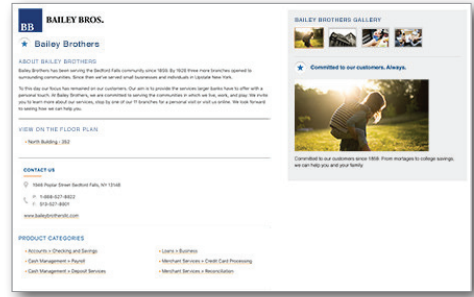 BB
BAILEY BROS.
Bailey Brothers
ABOUT BAILEY BROTHERS
Bailey Brothers has been serving the Bedford Falls community since 1859. By 1928 three more branches opened to
surrounding communities. Since then we've served small businesses and individuals in Upstate New York.
To this day our focus has remained on our customers. Our aim is to provide the services larger banks have to offer with a
personal touch. At Bailey Brothers, we are committed to serving the communities in which we live, work, and play. We invite
you to learn more about our services, stop by one of our 11 branches for a personal visit or visit us online. We look forward
to seeing how we can help you.
VIEW ON THE FLOOR PLAN
• North Building - 352
CONTACT US
Poplar Street Bedford Falls, NY
www.baileybrothersllc.com
PRODUCT CATEGORIES
• Accounts > Checking and Savings
• Cash Management > Payroll
• Cash Management > Deposit Services
• Loans > Business
• Merchant Services > Credit Card Processing
• Merchant Services > Reconciliation
BAILEY BROTHERS GALLERY
Committed to our customers. Always.
Committed to our customers since 1859. From mortages to college savings,
we can help you and your family